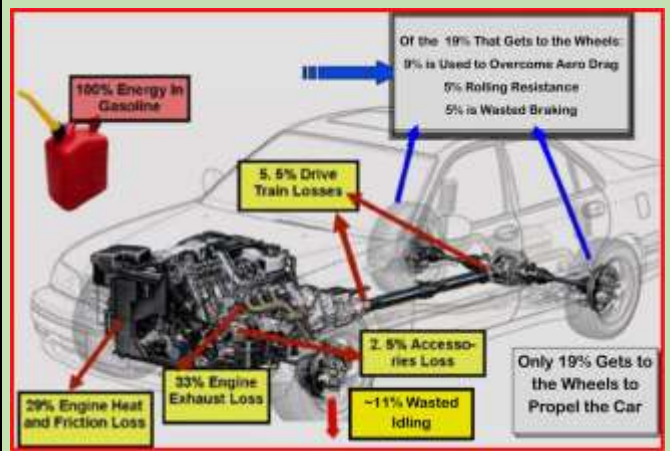 100% Energy In
Gasoline
Of the 19% That Gets to the Wheels:
9% is Used to Overcome Aero Drag
5% Rolling Resistance
5% is Wasted Braking
5. 5% Drive
Train Losses
2. 5% Accesso-
ries Loss
33% Engine
Exhaust Loss
29% Engine Heat
and Friction Loss
~11% Wasted
Idling
Only 19% Gets to
the Wheels to
Propel the Car